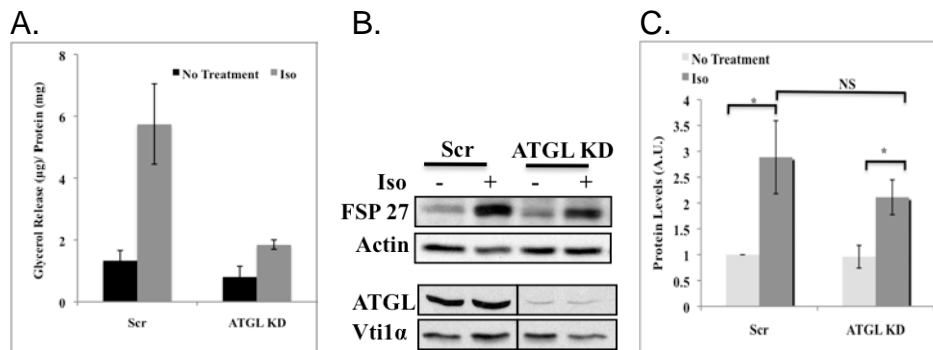 A.
8
6
4
2
0
Glycerol Release (µg)/ Protein (mg)
No Treatment Iso
Scr ATGL KD
B.
Scr ATGL KD
Iso - + - +
FSP 27
Actin
ATGL
Vti1α
C.
No Treatment
Iso
NS
* *
4
3.5
3
2.5
2
1.5
1
0.5
0
Protein Levels (A.U.)
Scr ATGL KD